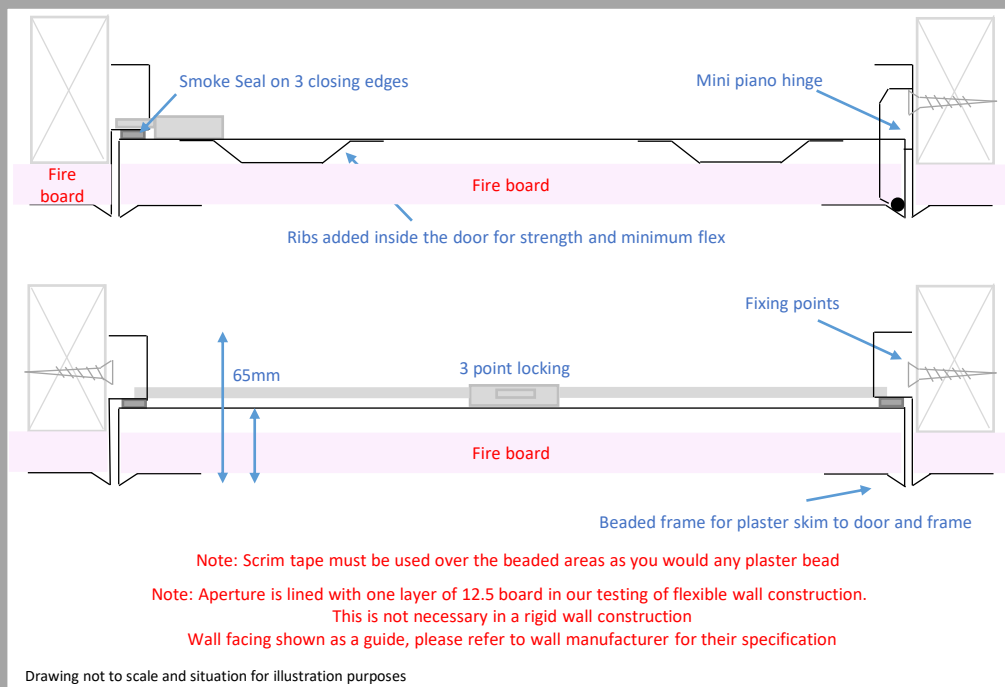 Smoke Seal on 3 closing edges
Mini piano hinge
Fire
board
Fire board
Ribs added inside the door for strength and minimum flex
Fixing points
65mm
3 point locking
Fire board
Beaded frame for plaster skim to door and frame
Note: Scrim tape must be used over the beaded areas as you would any plaster bead
Note: Aperture is lined with one layer of 12.5 board in our testing of flexible wall construction.
This is not necessary in a rigid wall construction
Wall facing shown as a guide, please refer to wall manufacturer for their specification
Drawing not to scale and situation for illustration purposes